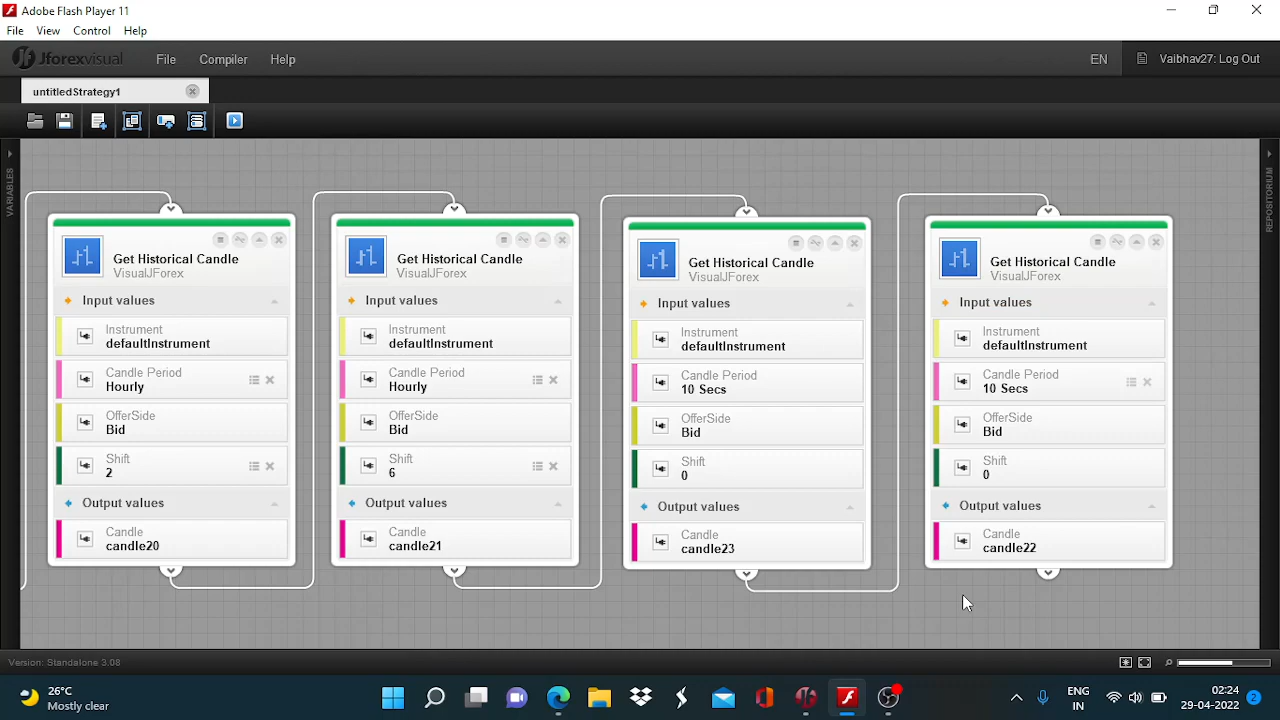 Adobe Flash Player 11
File View Control Help
Jforexvisual File Compiler Help EN Vaibhav27: Log Out
untitledStrategy1
VARIABLES
REPOSITORIUM
Get Historical Candle
VisualJForex
Input values
Instrument
defaultInstrument
Candle Period
Hourly
OfferSide
Bid
Shift
2
Output values
Candle
candle20
Get Historical Candle
VisualJForex
Input values
Instrument
defaultInstrument
Candle Period
Hourly
OfferSide
Bid
Shift
6
Output values
Candle
candle21
Get Historical Candle
VisualJForex
Input values
Instrument
defaultInstrument
Candle Period
10 Secs
OfferSide
Bid
Shift
0
Output values
Candle
candle23
Get Historical Candle
VisualJForex
Input values
Instrument
defaultInstrument
Candle Period
10 Secs
OfferSide
Bid
Shift
0
Output values
Candle
candle22
Version: Standalone 3.08
26°C
Mostly clear
ENG
IN
02:24
29-04-2022
2